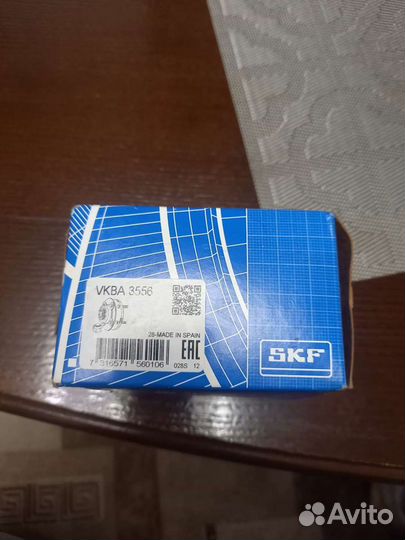 VKBA 3556
28-MADE IN SPAIN
EAC
7 316571 560106
028S 12
SKF
Avito